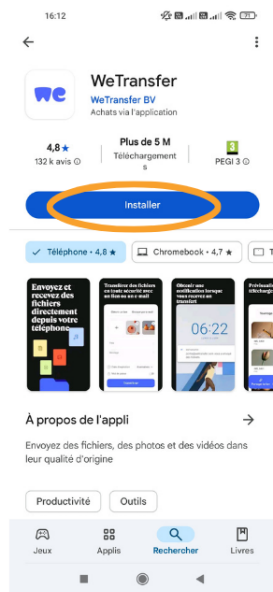 16:12
we
WeTransfer
WeTransfer BV
Achats via l'application
4,8★
132 k avis
Plus de 5 M
Téléchargement
s
3
PEGI 3
Installer
Téléphone • 4,8 ★
Chromebook • 4,7 ★
T
Envoyez et
recevez des
fichiers
directement
depuis votre
téléphone
Transférez des fichiers
en toute sécurité avec
un lien ou un e-mail
Obtenir une
notification lorsque
vous recevez un
transfert
06:22
À propos de l'appli
Envoyez des fichiers, des photos et des vidéos dans
leur qualité d'origine
Productivité
Outils
Jeux
Applis
Rechercher
Livres